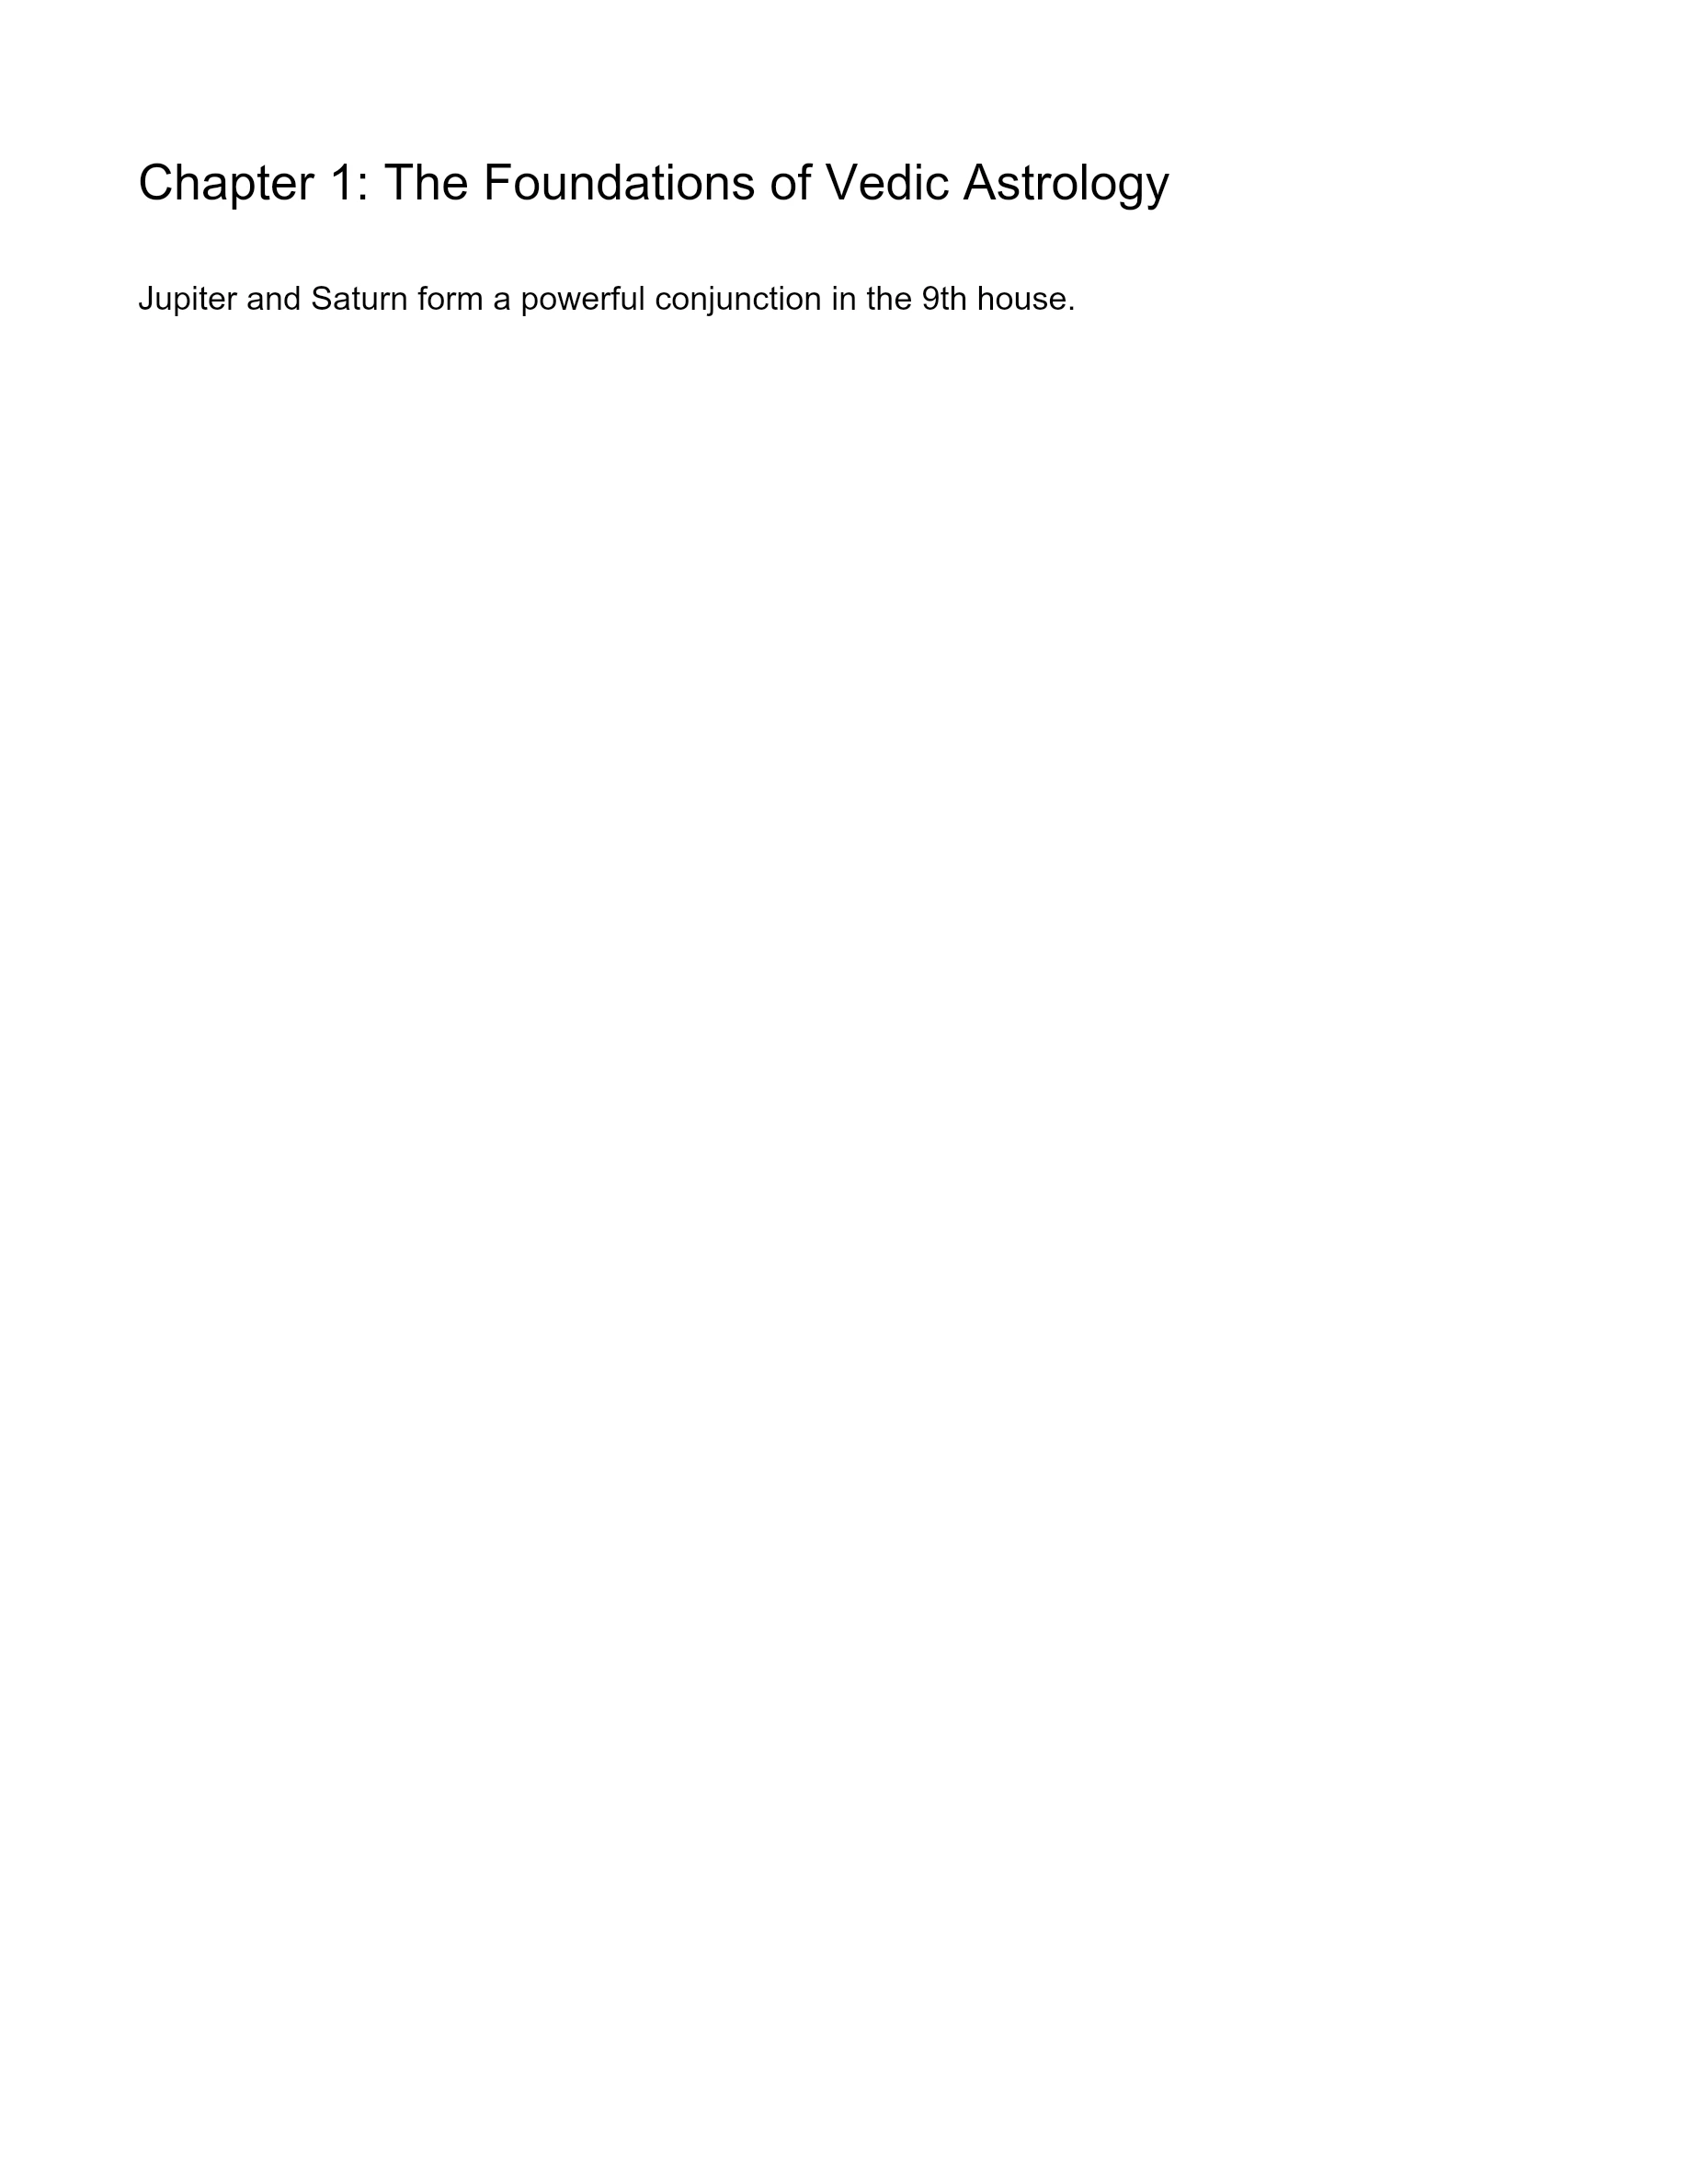 Chapter 1: The Foundations of Vedic Astrology
Jupiter and Saturn form a powerful conjunction in the 9th house.